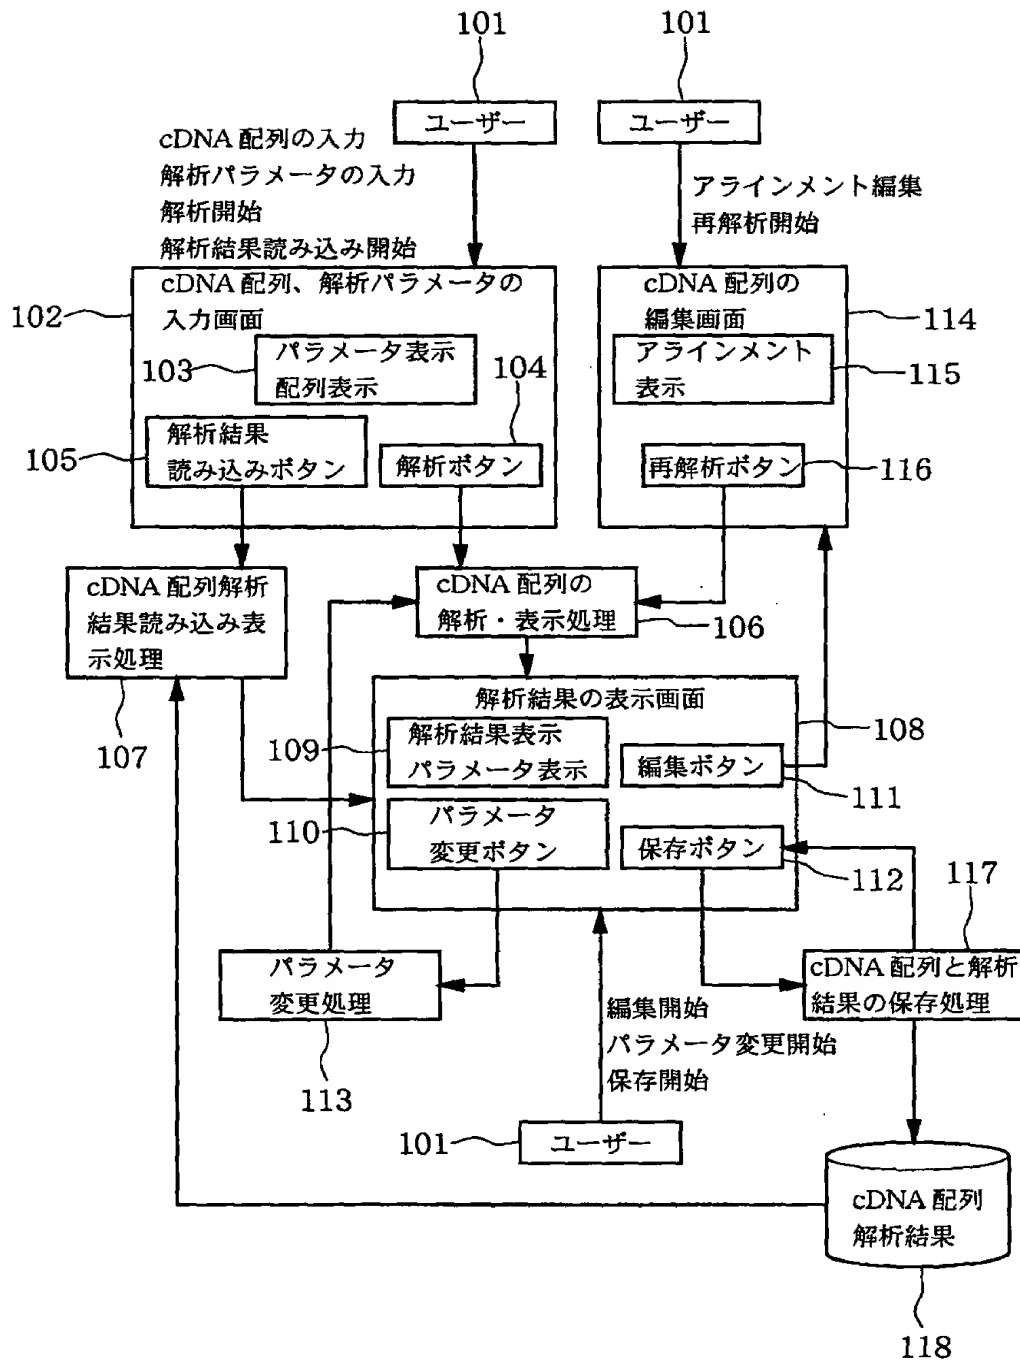 101
101
ユーザー
ユーザー
cDNA 配列の入力
解析パラメータの入力
解析開始
解析結果読み込み開始
アラインメント編集
再解析開始
102
cDNA 配列、解析パラメータの
入力画面
103
パラメータ表示
配列表示
104
105
解析結果
読み込みボタン
解析ボタン
cDNA 配列の
編集画面
114
アラインメント
表示
115
再解析ボタン
116
cDNA 配列解析
結果読み込み表
示処理
107
cDNA 配列の
解析・表示処理
106
解析結果の表示画面
108
109
解析結果表示
パラメータ表示
編集ボタン
111
110
パラメータ
変更ボタン
保存ボタン
112
117
パラメータ
変更処理
113
cDNA 配列と解析
結果の保存処理
編集開始
パラメータ変更開始
保存開始
101
ユーザー
cDNA 配列
解析結果
118